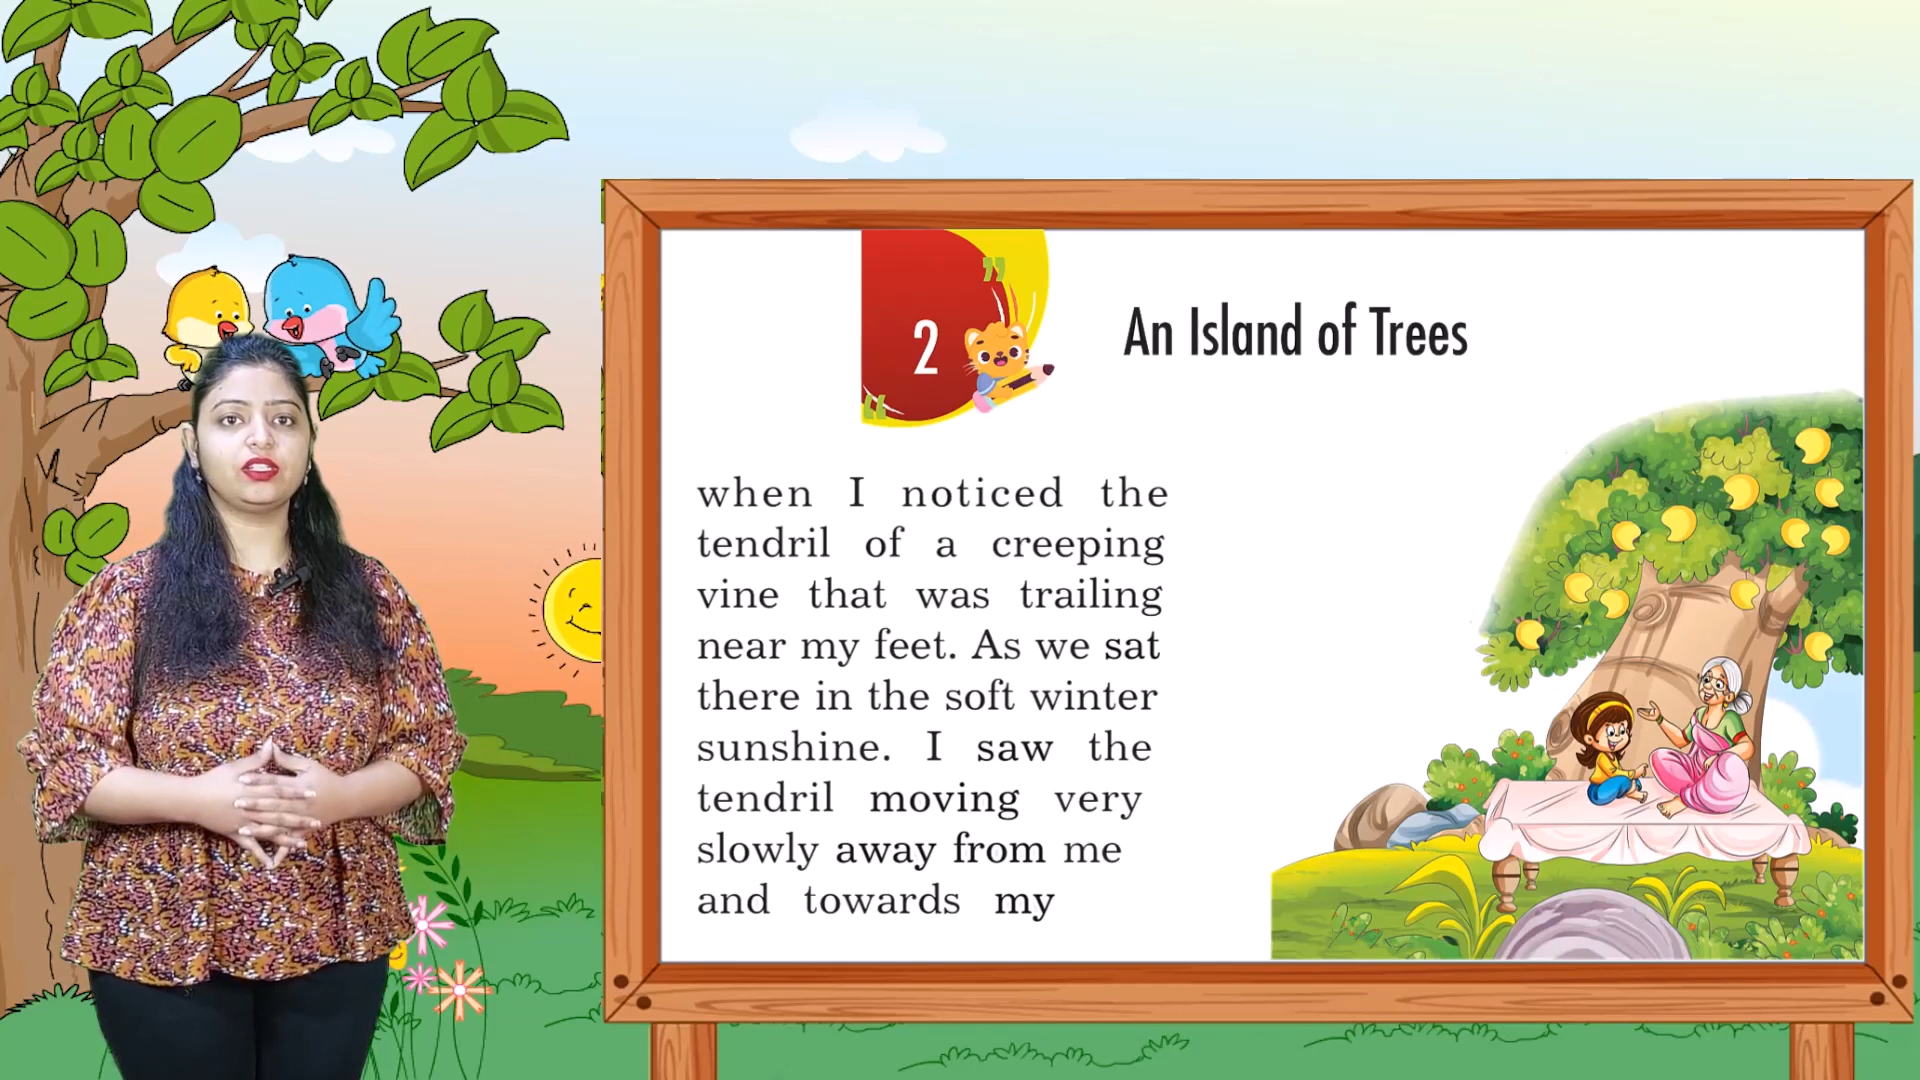 2
An Island of Trees
when I noticed the
tendril of a creeping
vine that was trailing
near my feet. As we sat
there in the soft winter
sunshine. I saw the
tendril moving very
slowly away from me
and towards my